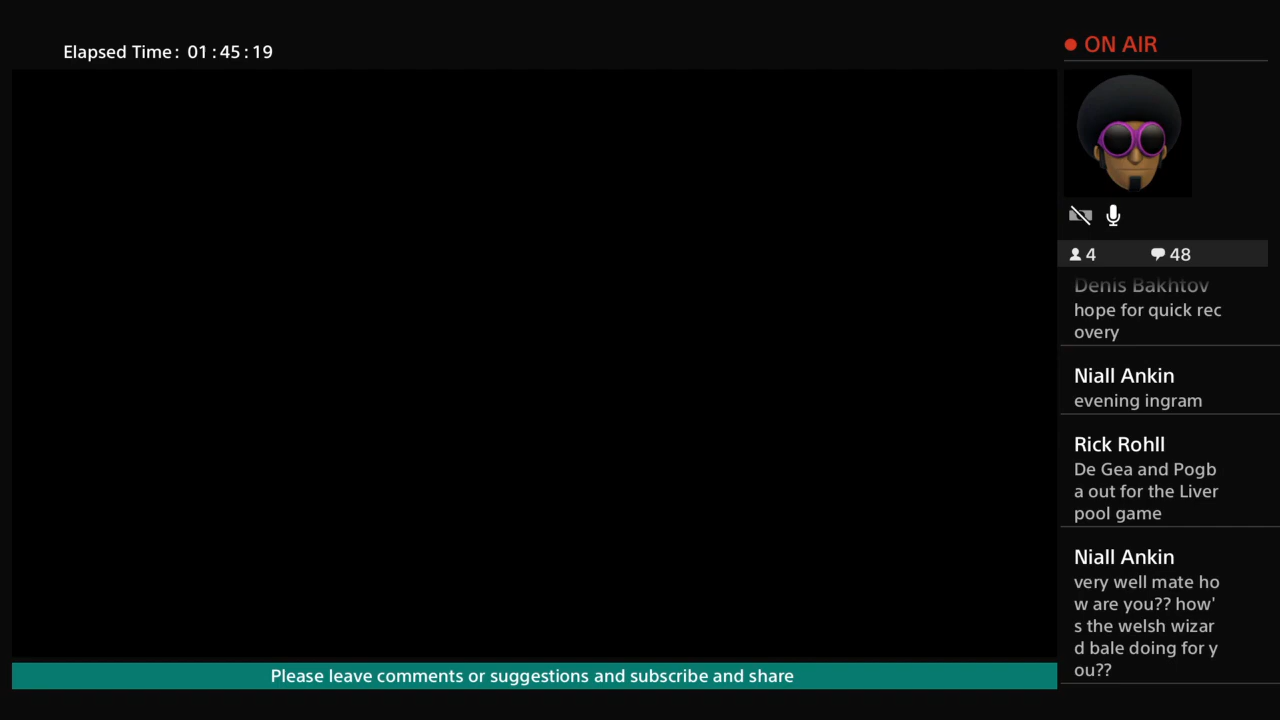 Elapsed Time: 01:45:19
ON AIR
4 48
Denis Bakhtov
hope for quick rec
overy
Niall Ankin
evening ingram
Rick Rohll
De Gea and Pogb
a out for the Liver
pool game
Niall Ankin
very well mate ho
w are you?? how'
s the welsh wizar
d bale doing for y
ou??
Please leave comments or suggestions and subscribe and share